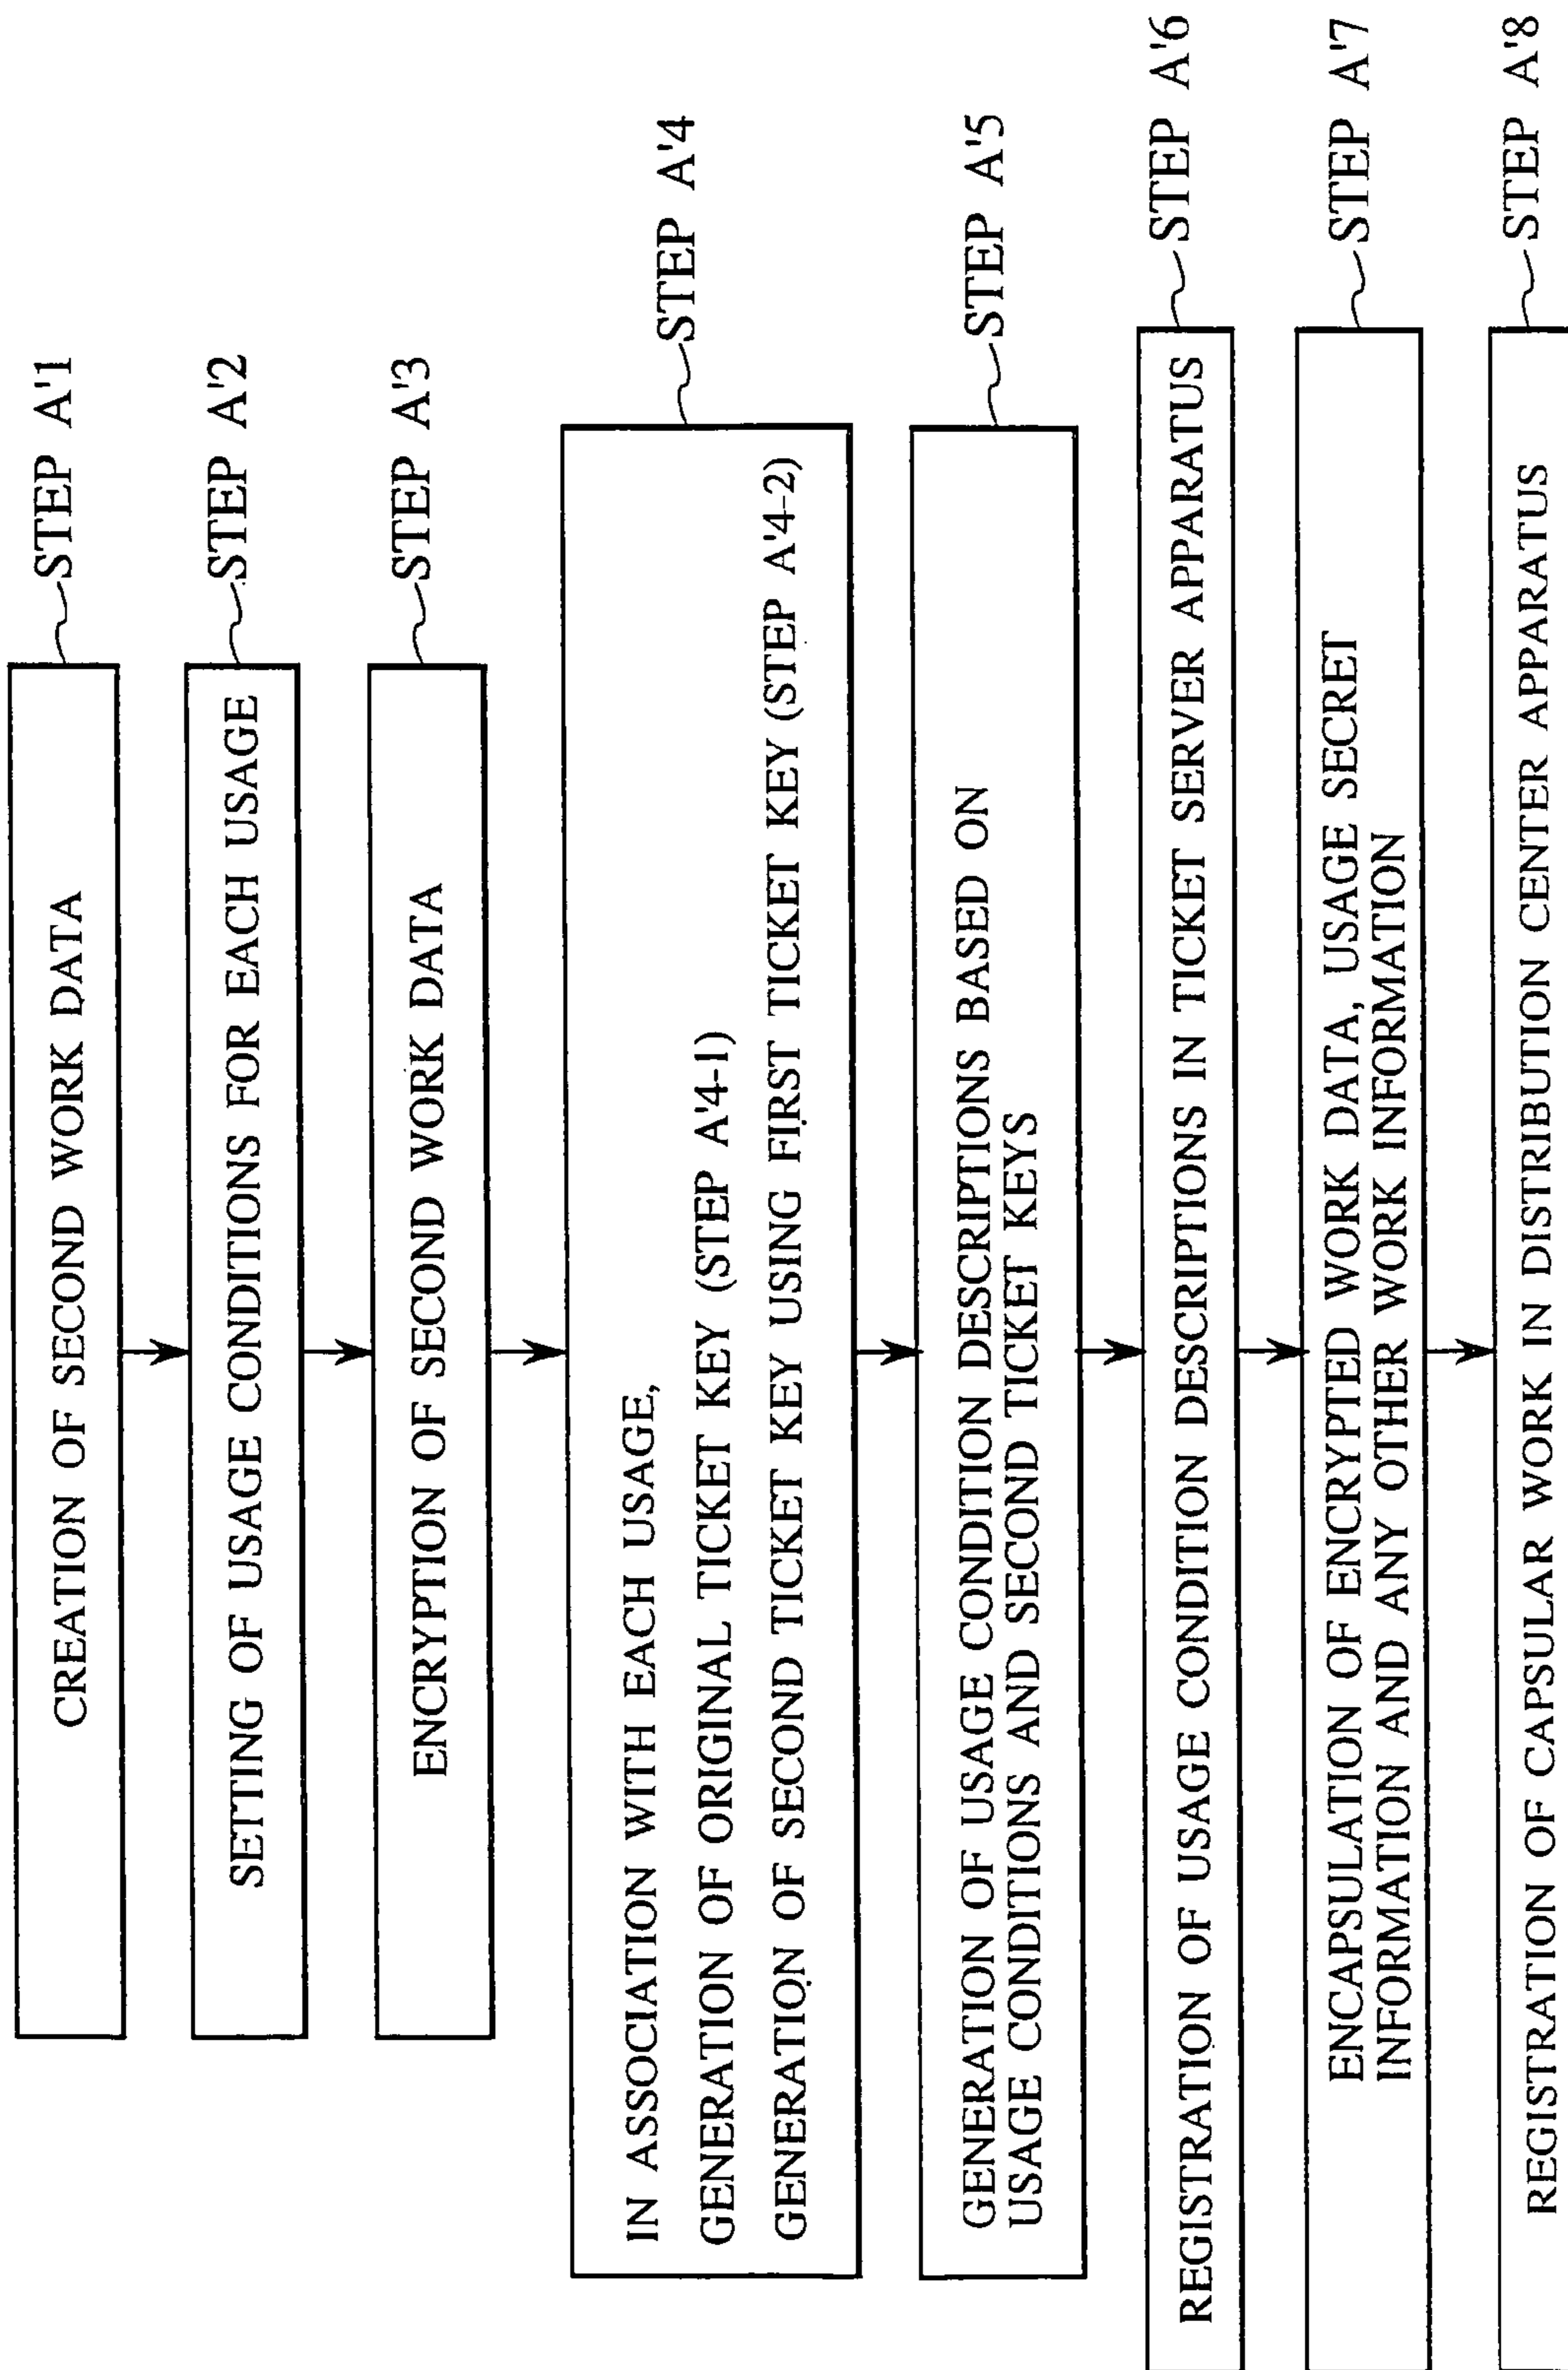 CREATION OF SECOND WORK DATA
STEP A'1
SETTING OF USAGE CONDITIONS FOR EACH USAGE
STEP A'2
ENCRYPTION OF SECOND WORK DATA
STEP A'3
IN ASSOCIATION WITH EACH USAGE,
GENERATION OF ORIGINAL TICKET KEY (STEP A'4-1)
GENERATION OF SECOND TICKET KEY USING FIRST TICKET KEY (STEP A'4-2)
STEP A'4
GENERATION OF USAGE CONDITION DESCRIPTIONS BASED ON
USAGE CONDITIONS AND SECOND TICKET KEYS
STEP A'5
REGISTRATION OF USAGE CONDITION DESCRIPTIONS IN TICKET SERVER APPARATUS
STEP A'6
ENCAPSULATION OF ENCRYPTED WORK DATA, USAGE SECRET
INFORMATION AND ANY OTHER WORK INFORMATION
STEP A'7
REGISTRATION OF CAPSULAR WORK IN DISTRIBUTION CENTER APPARATUS
STEP A'8